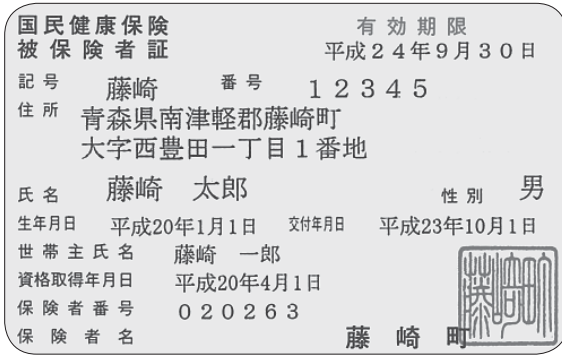 国民健康保険 有効期限
被保険者証 平成24年9月30日
記号 藤崎 番号 12345
住所 青森県南津軽郡藤崎町
大字西豊田一丁目1番地
氏名 藤崎 太郎 性別 男
生年月日 平成20年1月1日 交付年月日 平成23年10月1日
世帯主氏名 藤崎 一郎
資格取得年月日 平成20年4月1日
保険者番号 020263
保険者名 藤崎町